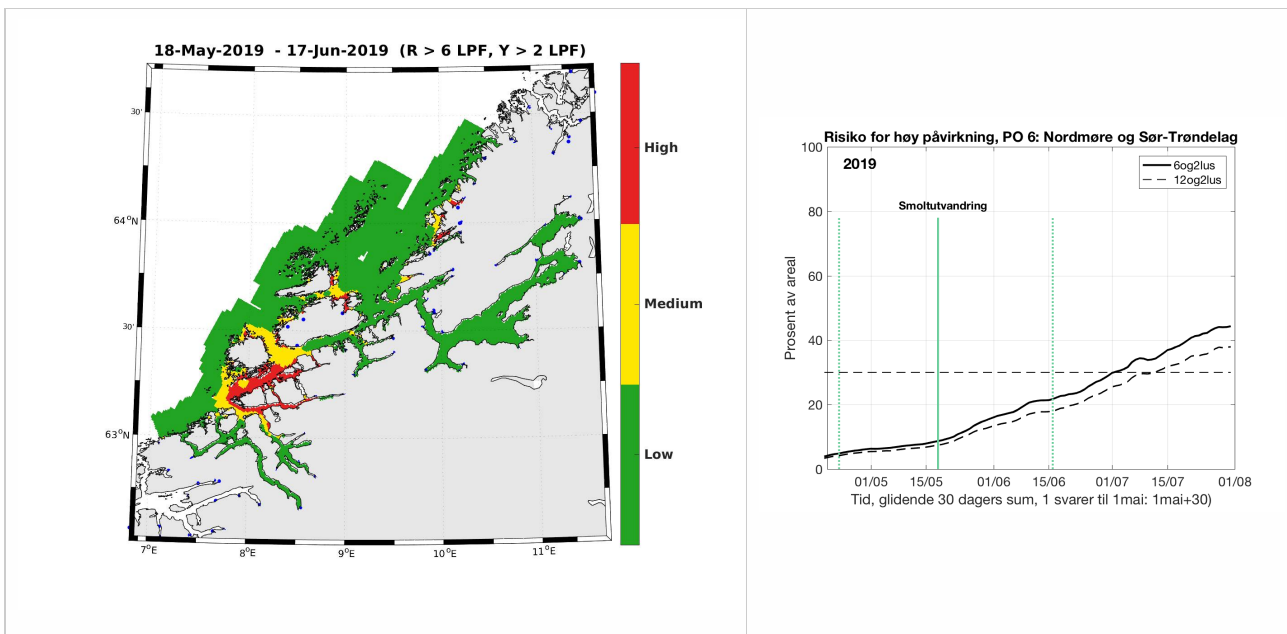 18-May-2019 - 17-Jun-2019 (R > 6 LPF, Y > 2 LPF)
30'
64°N
30'
63°N
7°E
8°E
9°E
10°E
11°E
High
Medium
Low
Risiko for høy påvirkning, PO 6: Nordmøre og Sør-Trøndelag
2019
6og2lus
12og2lus
Smoltutvandring
Prosent av areal
100
80
60
40
20
0
01/05
15/05
01/06
15/06
01/07
15/07
01/08
Tid, glidende 30 dagers sum, 1 svarer til 1mai: 1mai+30)